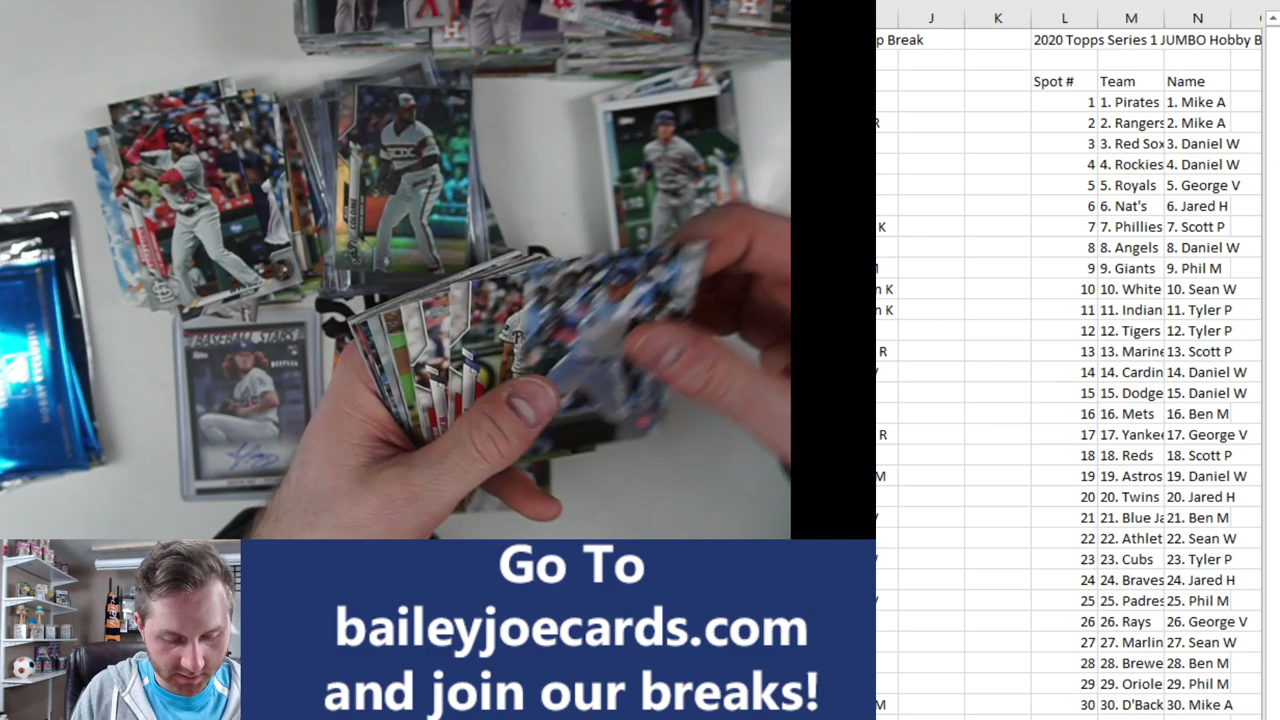 p Break
2020 Topps Series 1 JUMBO Hobby B
Spot # Team Name
1 1. Pirates 1. Mike A
2 2. Rangers 2. Mike A
3 3. Red Sox 3. Daniel W
4 4. Rockies 4. Daniel W
5 5. Royals 5. George V
6 6. Nat's 6. Jared H
K 7 7. Phillies 7. Scott P
8 8. Angels 8. Daniel W
9 9. Giants 9. Phil M
n K 10 10. White 10. Sean W
n K 11 11. Indian 11. Tyler P
12 12. Tigers 12. Tyler P
R 13 13. Marine 13. Scott P
14 14. Cardin 14. Daniel W
15 15. Dodge 15. Daniel W
16 16. Mets 16. Ben M
R 17 17. Yankee 17. George V
18 18. Reds 18. Scott P
M 19 19. Astros 19. Daniel W
20 20. Twins 20. Jared H
21 21. Blue Ja 21. Ben M
22 22. Athlet 22. Sean W
23 23. Cubs 23. Tyler P
24 24. Braves 24. Jared H
25 25. Padres 25. Phil M
26 26. Rays 26. George V
27 27. Marlin 27. Sean W
28 28. Brewe 28. Ben M
29 29. Oriole 29. Phil M
M 30 30. D'Back 30. Mike A
J K L M N
BASEBALL STARS
COLOME
Go To
baileyjoecards.com
and join our breaks!